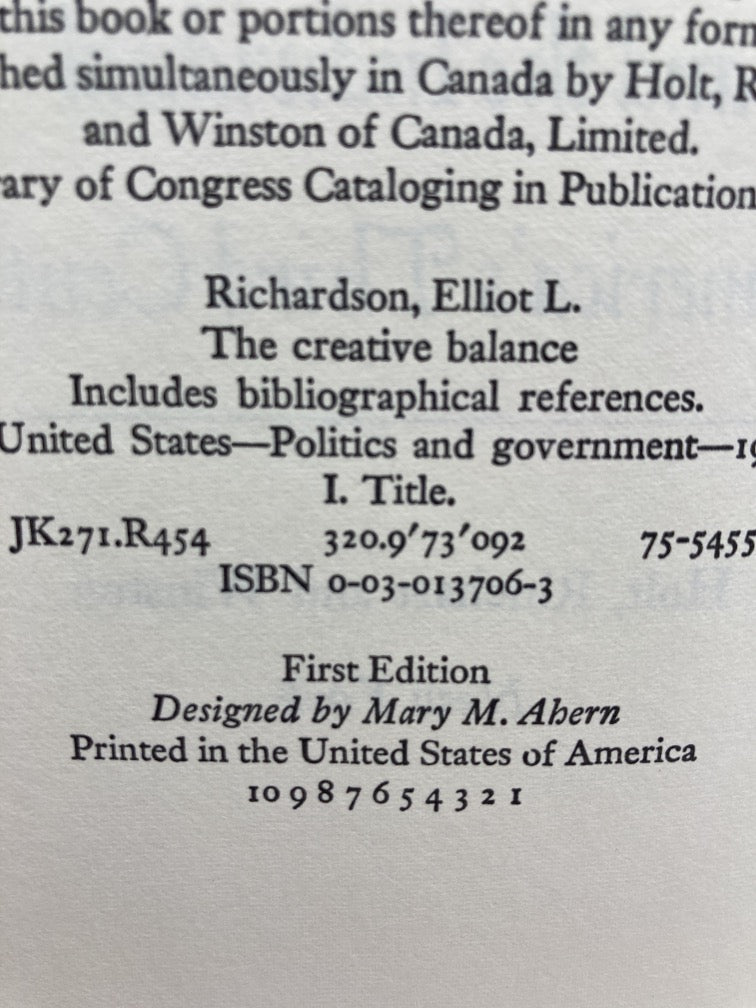 this book or portions thereof in any form
hed simultaneously in Canada by Holt, R
and Winston of Canada, Limited.
ary of Congress Cataloging in Publication
Richardson, Elliot L.
The creative balance
Includes bibliographical references.
United States—Politics and government—19
I. Title.
JK271.R454 320.9′73′092 75-5455
ISBN 0-03-013706-3
First Edition
Designed by Mary M. Ahern
Printed in the United States of America
10 9 8 7 6 5 4 3 2 1